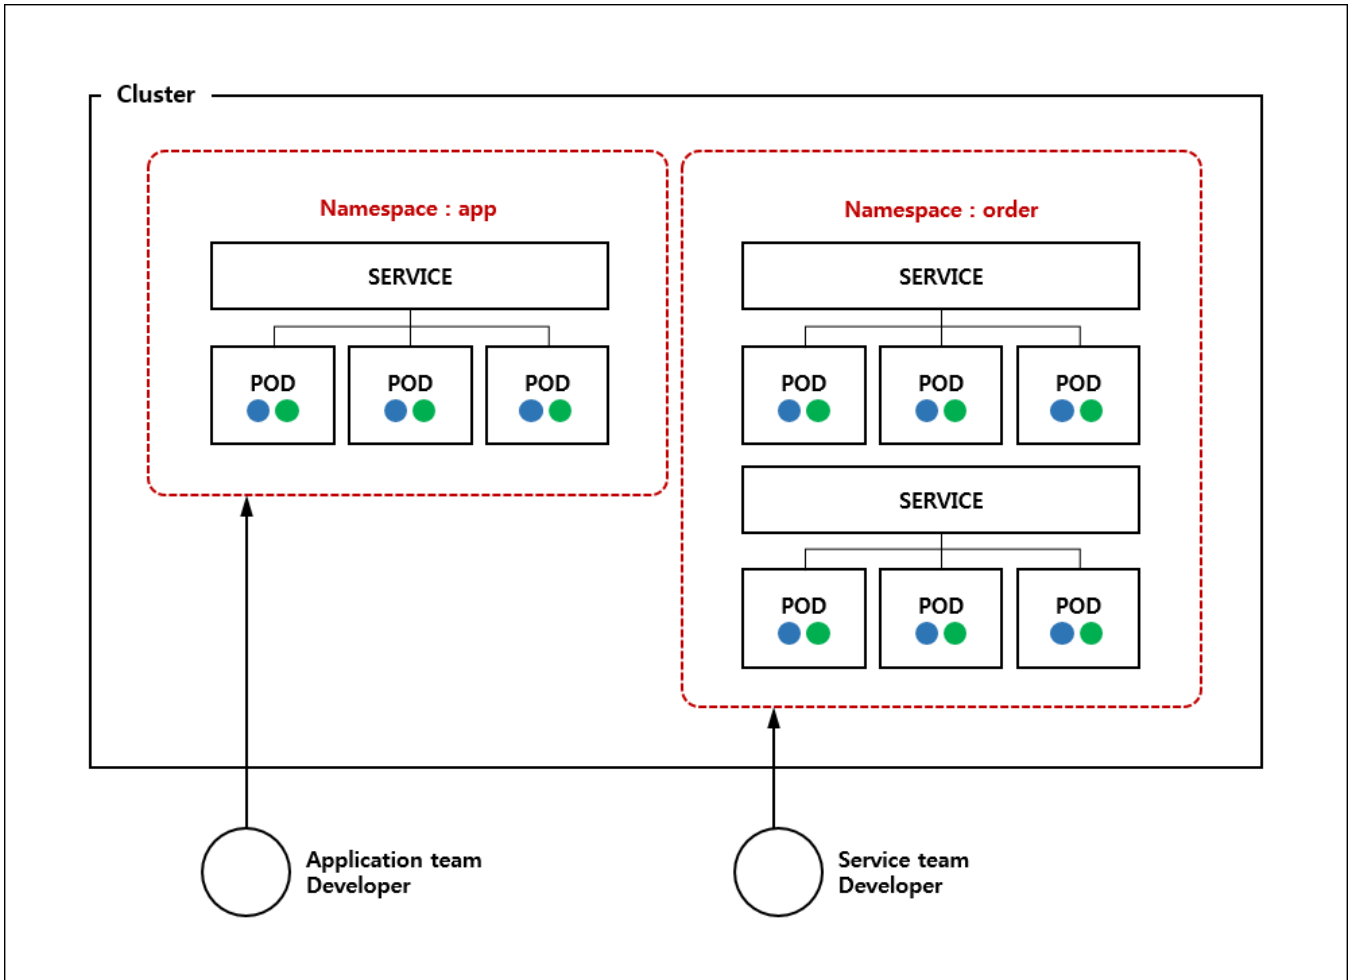 Cluster
Namespace : app
SERVICE
POD
POD
POD
Namespace : order
SERVICE
POD
POD
POD
SERVICE
POD
POD
POD
Application team
Developer
Service team
Developer